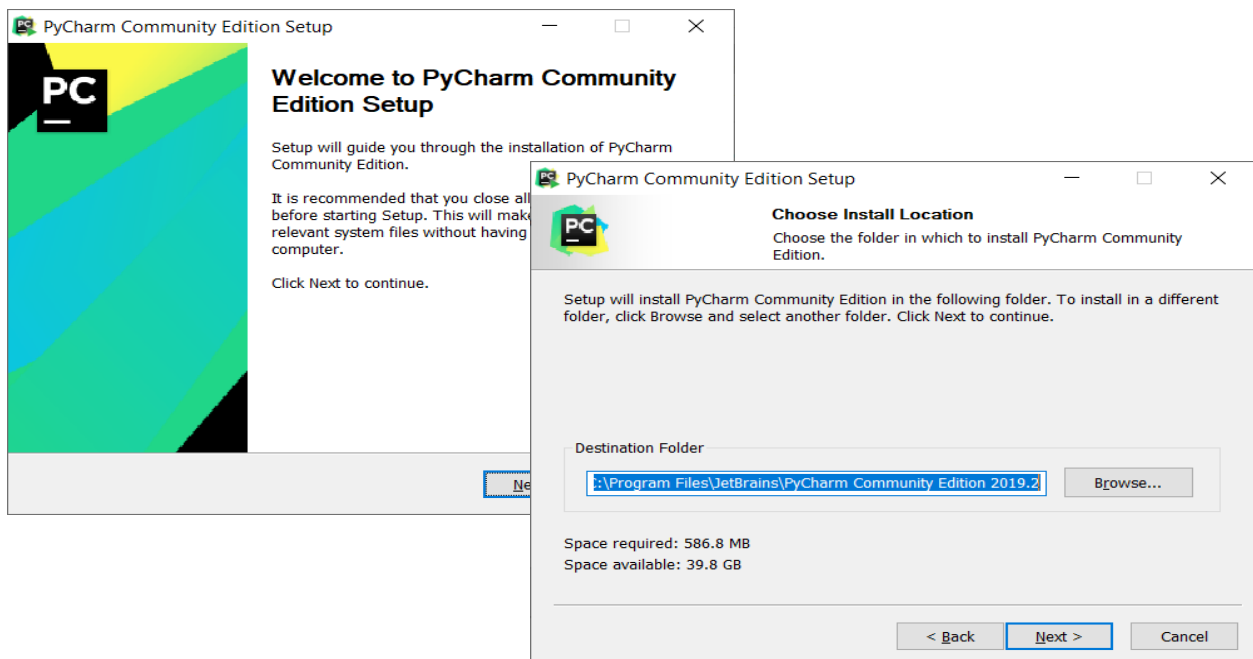 PyCharm Community Edition Setup
PC
Welcome to PyCharm Community
Edition Setup
Setup will guide you through the installation of PyCharm
Community Edition.
It is recommended that you close all
before starting Setup. This will make
relevant system files without having
computer.
Click Next to continue.
PyCharm Community Edition Setup
PC
Choose Install Location
Choose the folder in which to install PyCharm Community
Edition.
Setup will install PyCharm Community Edition in the following folder. To install in a different
folder, click Browse and select another folder. Click Next to continue.
Destination Folder
:\Program Files\JetBrains\PyCharm Community Edition 2019.2
Browse...
Space required: 586.8 MB
Space available: 39.8 GB
< Back
Next >
Cancel